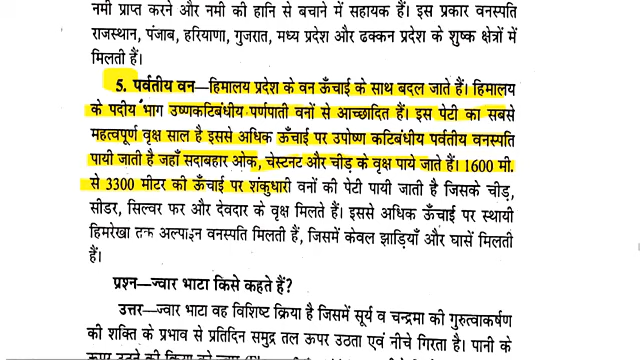 नमी प्राप्त करने और नमी की हानि से बचाने में सहायक हैं। इस प्रकार वनस्पति
राजस्थान, पंजाब, हरियाणा, गुजरात, मध्य प्रदेश और ढक्कन प्रदेश के शुष्क क्षेत्रों में
मिलती हैं।
5. पर्वतीय वन—हिमालय प्रदेश के वन ऊँचाई के साथ बदल जाते हैं। हिमालय
के पदीय भाग उष्णकटिबंधीय पर्णपाती वनों से आच्छादित हैं। इस पेटी का सबसे
महत्वपूर्ण वृक्ष साल है इससे अधिक ऊँचाई पर उपोष्ण कटिबंधीय पर्वतीय वनस्पति
पायी जाती है जहाँ सदाबहार ओक, चेस्टनट और चीड़ के वृक्ष पाये जाते हैं। 1600 मी.
से 3300 मीटर की ऊँचाई पर शंकुधारी वनों की पेटी पायी जाती है जिसके चीड़,
सीडर, सिल्वर फर और देवदार के वृक्ष मिलते हैं। इससे अधिक ऊँचाई पर स्थायी
हिमरेखा तक अल्पाइन वनस्पति मिलती हैं, जिसमें केवल झाड़ियाँ और घासें मिलती
हैं।
प्रश्न—ज्वार भाटा किसे कहते हैं?
उत्तर—ज्वार भाटा वह विशिष्ट क्रिया है जिसमें सूर्य व चन्द्रमा की गुरुत्वाकर्षण
की शक्ति के प्रभाव से प्रतिदिन समुद्र तल ऊपर उठता एवं नीचे गिरता है। पानी के
ऊपर उठने की क्रिया को ज्वार